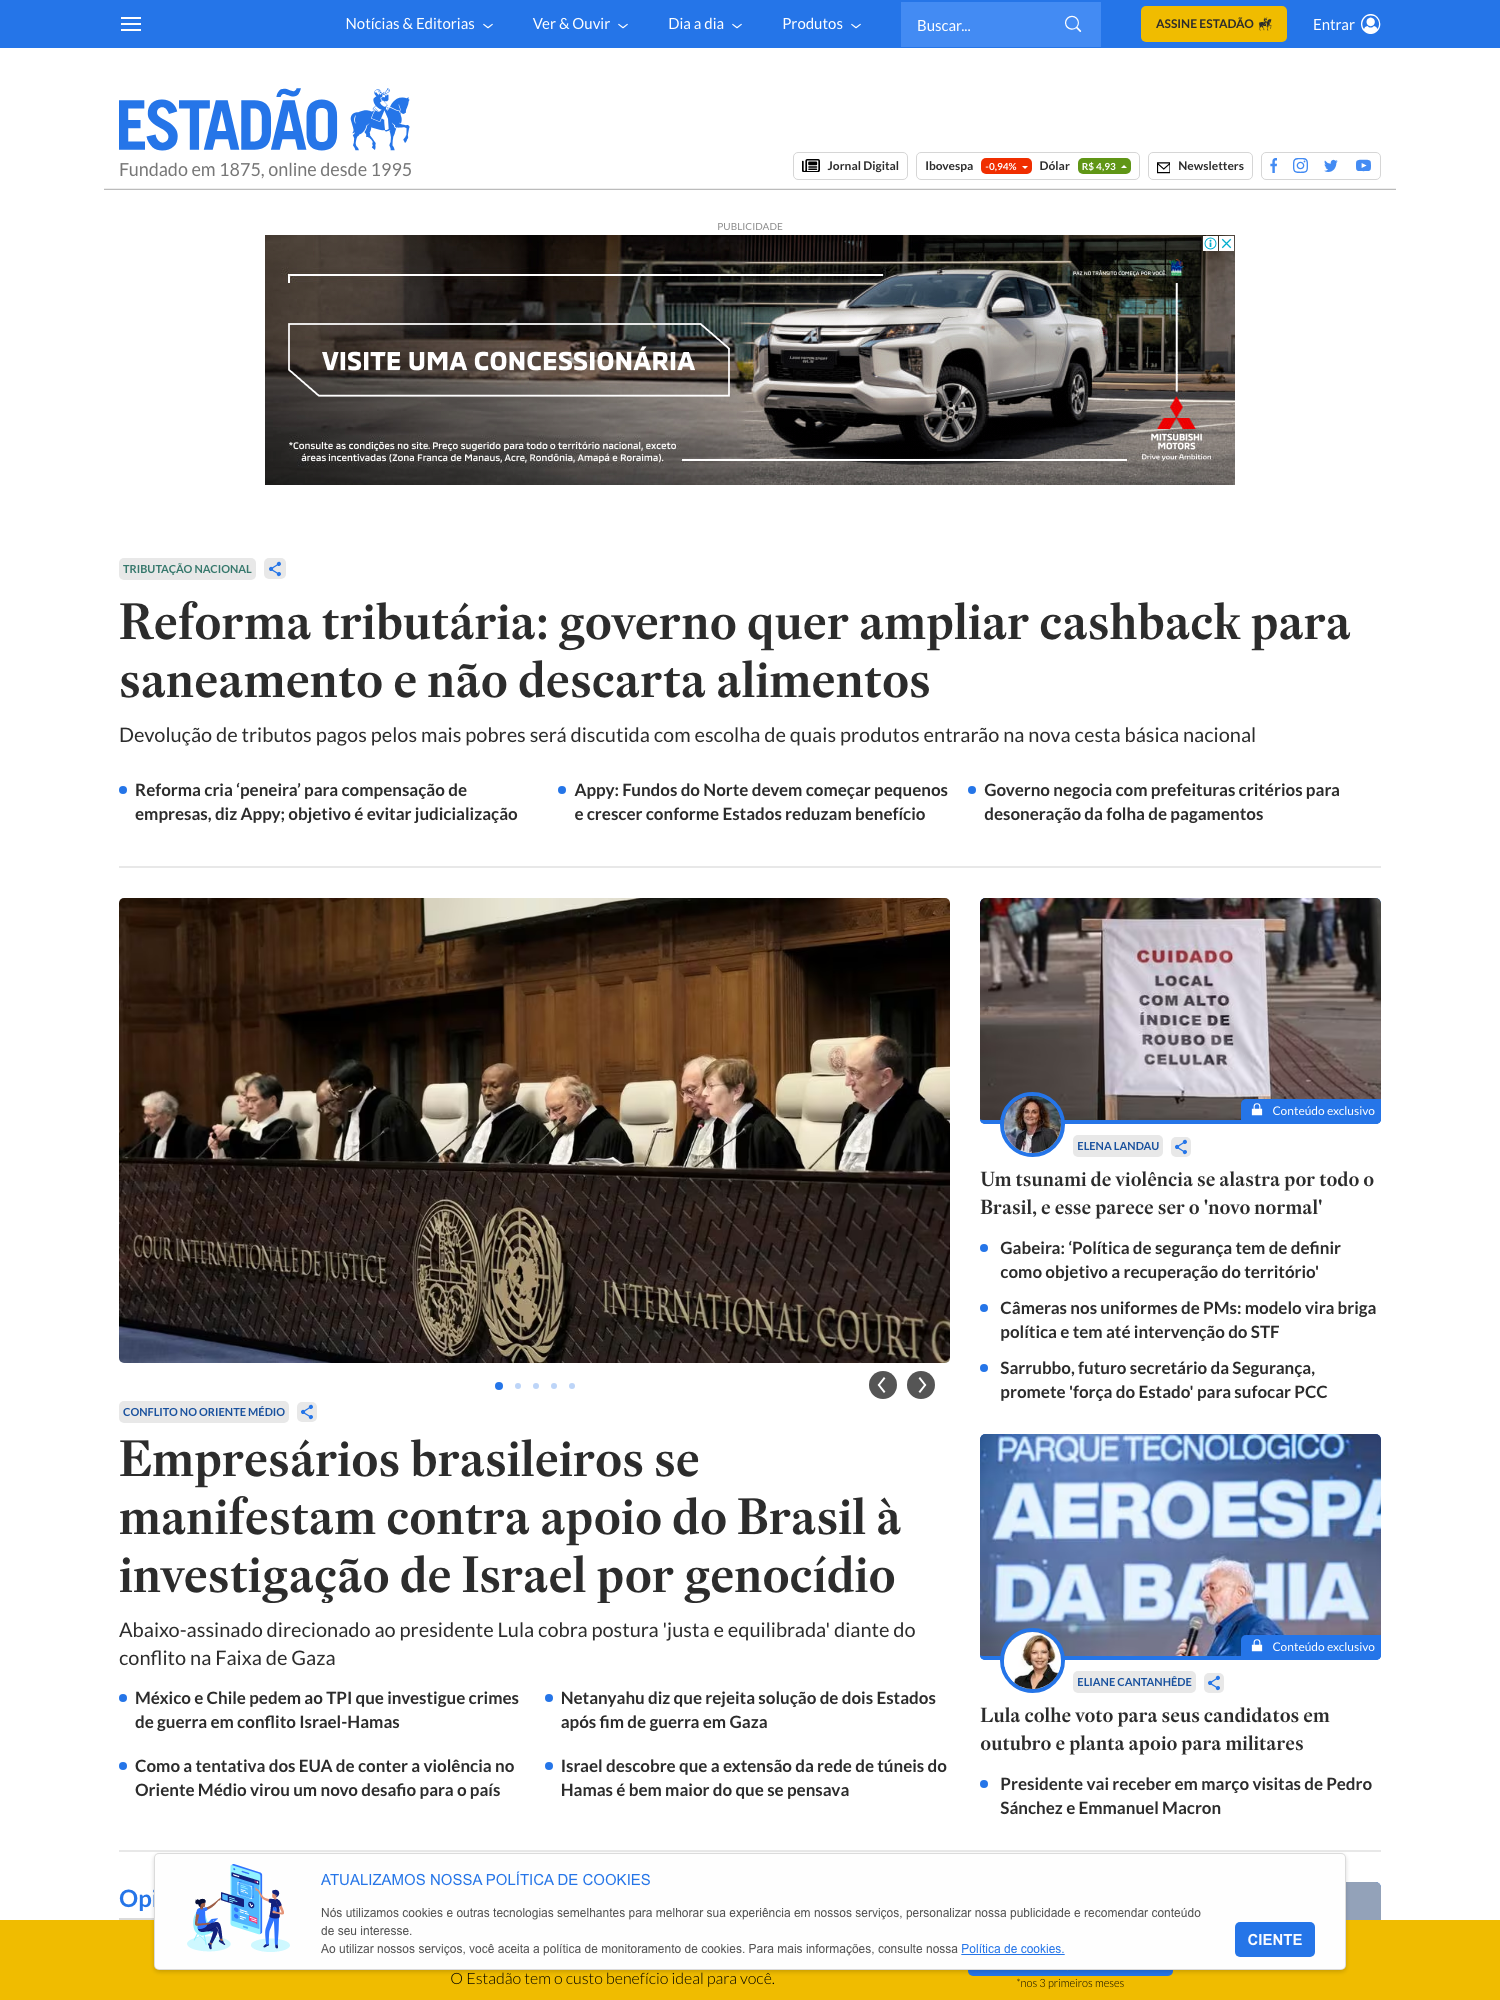 Notícias & Editorias
Ver & Ouvir
Dia a dia
Produtos
Buscar...
ASSINE ESTADÃO
Entrar
ESTADÃO
Fundado em 1875, online desde 1995
Jornal Digital
Ibovespa -0,94% Dólar R$ 4,93
Newsletters
PUBLICIDADE
PAZ NO TRÂNSITO COMEÇA POR VOCÊ.
VISITE UMA CONCESSIONÁRIA
*Consulte as condições no site. Preço sugerido para todo o território nacional, exceto
áreas incentivadas (Zona Franca de Manaus, Acre, Rondônia, Amapá e Roraima).
MITSUBISHI
MOTORS
Drive your Ambition
TRIBUTAÇÃO NACIONAL
Reforma tributária: governo quer ampliar cashback para
saneamento e não descarta alimentos
Devolução de tributos pagos pelos mais pobres será discutida com escolha de quais produtos entrarão na nova cesta básica nacional
Reforma cria ‘peneira’ para compensação de
empresas, diz Appy; objetivo é evitar judicialização
Appy: Fundos do Norte devem começar pequenos
e crescer conforme Estados reduzam benefício
Governo negocia com prefeituras critérios para
desoneração da folha de pagamentos
COUR INTERNATIONALE DE JUSTICE
INTERNATIONAL COURT O
CONFLITO NO ORIENTE MÉDIO
Empresários brasileiros se
manifestam contra apoio do Brasil à
investigação de Israel por genocídio
Abaixo-assinado direcionado ao presidente Lula cobra postura 'justa e equilibrada' diante do
conflito na Faixa de Gaza
México e Chile pedem ao TPI que investigue crimes
de guerra em conflito Israel-Hamas
Netanyahu diz que rejeita solução de dois Estados
após fim de guerra em Gaza
Como a tentativa dos EUA de conter a violência no
Oriente Médio virou um novo desafio para o país
Israel descobre que a extensão da rede de túneis do
Hamas é bem maior do que se pensava
CUIDADO
LOCAL
COM ALTO
ÍNDICE DE
ROUBO DE
CELULAR
Conteúdo exclusivo
ELENA LANDAU
Um tsunami de violência se alastra por todo o
Brasil, e esse parece ser o 'novo normal'
Gabeira: ‘Política de segurança tem de definir
como objetivo a recuperação do território'
Câmeras nos uniformes de PMs: modelo vira briga
política e tem até intervenção do STF
Sarrubbo, futuro secretário da Segurança,
promete 'força do Estado' para sufocar PCC
PARQUE TECNOLOGICO
AEROESPA
DA BAHIA
Conteúdo exclusivo
ELIANE CANTANHÊDE
Lula colhe voto para seus candidatos em
outubro e planta apoio para militares
Presidente vai receber em março visitas de Pedro
Sánchez e Emmanuel Macron
Opi
ATUALIZAMOS NOSSA POLÍTICA DE COOKIES
Nós utilizamos cookies e outras tecnologias semelhantes para melhorar sua experiência em nossos serviços, personalizar nossa publicidade e recomendar conteúdo
de seu interesse.
Ao utilizar nossos serviços, você aceita a política de monitoramento de cookies. Para mais informações, consulte nossa Política de cookies.
CIENTE
O Estadão tem o custo benefício ideal para você.
*nos 3 primeiros meses